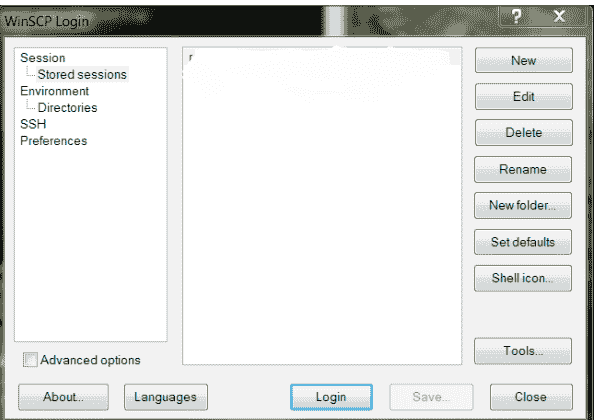 WinSCP Login
?
X
Session
Stored sessions
Environment
Directories
SSH
Preferences
New
Edit
Delete
Rename
New folder...
Set defaults
Shell icon...
Tools...
Advanced options
About...
Languages
Login
Save...
Close